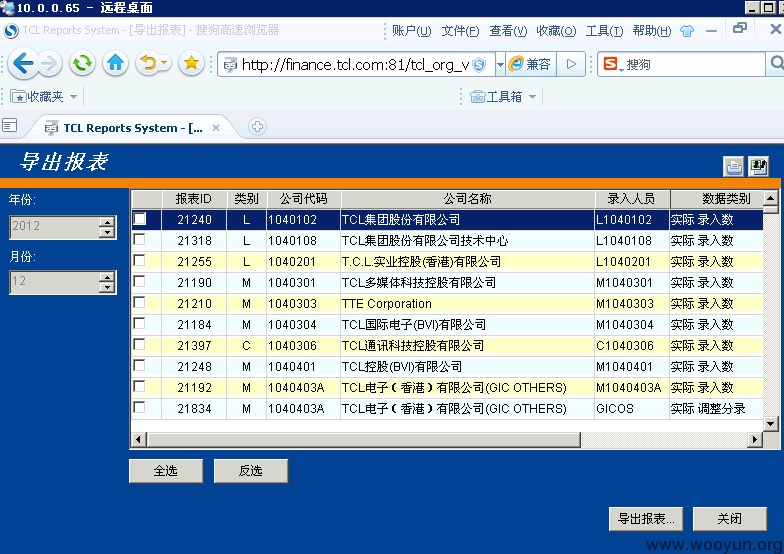 10.0.0.65 - 远程桌面
TCL Reports System - [导出报表] - 搜狗高速浏览器 账户(U) 文件(F) 查看(V) 收藏(O) 工具(T) 帮助(H)
http://finance.tcl.com:81/tcl_org_v 兼容 搜狗
收藏夹 工具箱
TCL Reports System - [...
导出报表
年份:
2012
月份:
12
报表ID 类别 公司代码 公司名称 录入人员 数据类别
21240 L 1040102 TCL集团股份有限公司 L1040102 实际 录入数
21318 L 1040108 TCL集团股份有限公司技术中心 L1040108 实际 录入数
21255 L 1040201 T.C.L.实业控股(香港)有限公司 L1040201 实际 录入数
21190 M 1040301 TCL多媒体科技控股有限公司 M1040301 实际 录入数
21210 M 1040303 TTE Corporation M1040303 实际 录入数
21184 M 1040304 TCL国际电子(BVI)有限公司 M1040304 实际 录入数
21397 C 1040306 TCL通讯科技控股有限公司 C1040306 实际 录入数
21248 M 1040401 TCL控股(BVI)有限公司 M1040401 实际 录入数
21192 M 1040403A TCL电子（香港）有限公司(GIC OTHERS) M1040403A 实际 录入数
21834 M 1040403A TCL电子（香港）有限公司(GIC OTHERS) GICOS 实际 调整分录
全选 反选
导出报表... 关闭
www.wooyun.org